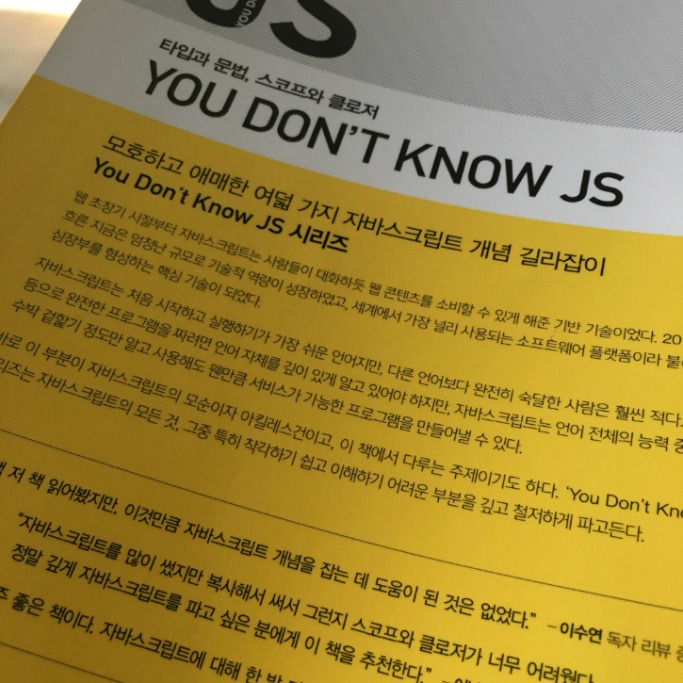 JS
YOU DO
타입과 문법, 스코프와 클로저
YOU DON'T KNOW JS
모호하고 애매한 여덟 가지 자바스크립트 개념 길라잡이
You Don't Know JS 시리즈
웹 초창기 시절부터 자바스크립트는 사람들이 대화하듯 웹 콘텐츠를 소비할 수 있게 해준 기반 기술이었다. 20
흐른 지금은 엄청난 규모로 기술적 역량이 성장하였고, 세계에서 가장 널리 사용되는 소프트웨어 플랫폼이라 불
심장부를 형성하는 핵심 기술이 되었다.
자바스크립트는 처음 시작하고 실행하기가 가장 쉬운 언어지만, 다른 언어보다 완전히 숙달한 사람은 훨씬 적다.
등으로 완전한 프로그램을 짜려면 언어 자체를 깊이 있게 알고 있어야 하지만, 자바스크립트는 언어 전체의 능력 중
수박 겉핥기 정도만 알고 사용해도 웬만큼 서비스가 가능한 프로그램을 만들어낼 수 있다.
바로 이 부분이 자바스크립트의 모순이자 아킬레스건이고, 이 책에서 다루는 주제이기도 하다. 'You Don't Kno
리즈는 자바스크립트의 모든 것, 그중 특히 착각하기 쉽고 이해하기 어려운 부분을 깊고 철저하게 파고든다.
책 저 책 읽어봤지만, 이것만큼 자바스크립트 개념을 잡는 데 도움이 된 것은 없었다." –이수연 독자 리뷰 중
"자바스크립트를 많이 썼지만 복사해서 써서 그런지 스코프와 클로저가 너무 어려웠다.
정말 깊게 자바스크립트를 파고 싶은 분에게 이 책을 추천한다."
좋은 책이다. 자바스크립트에 대해 한 발